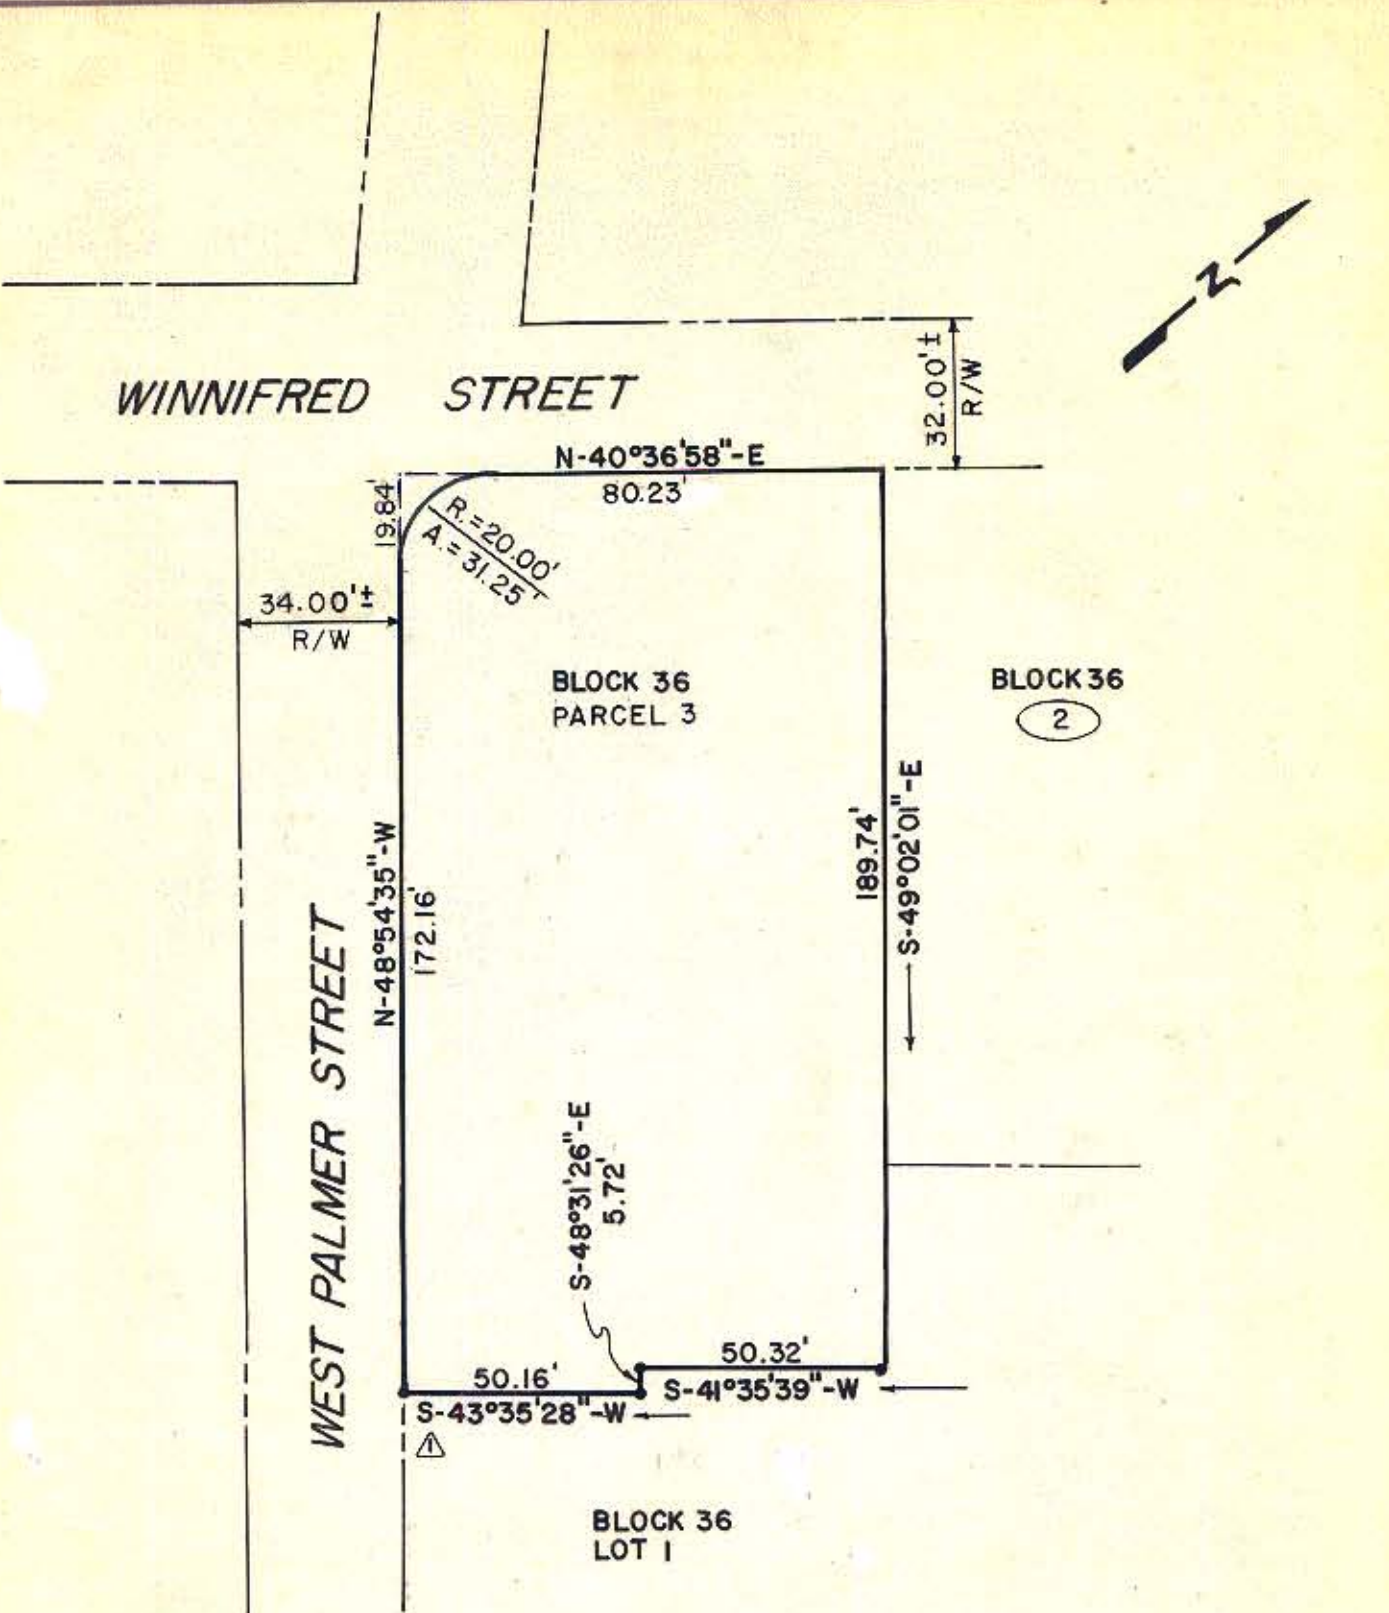 N
WINNIFRED STREET
32.00'±
R/W
N-40°36'58"-E
80.23'
19.84'
R.=20.00'
A.=31.25'
34.00'±
R/W
BLOCK 36
PARCEL 3
BLOCK 36
2
N-48°54'35"-W
172.16'
189.74'
S-49°02'01"-E
WEST PALMER STREET
S-48°31'26"-E
5.72'
50.32'
S-41°35'39"-W
50.16'
S-43°35'28"-W
1
BLOCK 36
LOT 1